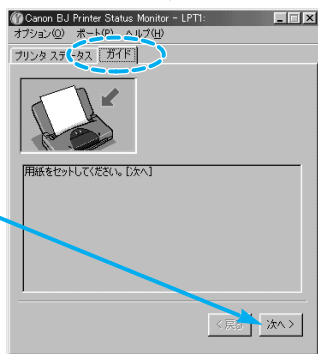 Canon BJ Printer Status Monitor - LPT1:
オプション(O) ポート(P) ヘルプ(H)
プリンタ ステータス ガイド
用紙をセットしてください。[次へ]
< 戻る 次へ >